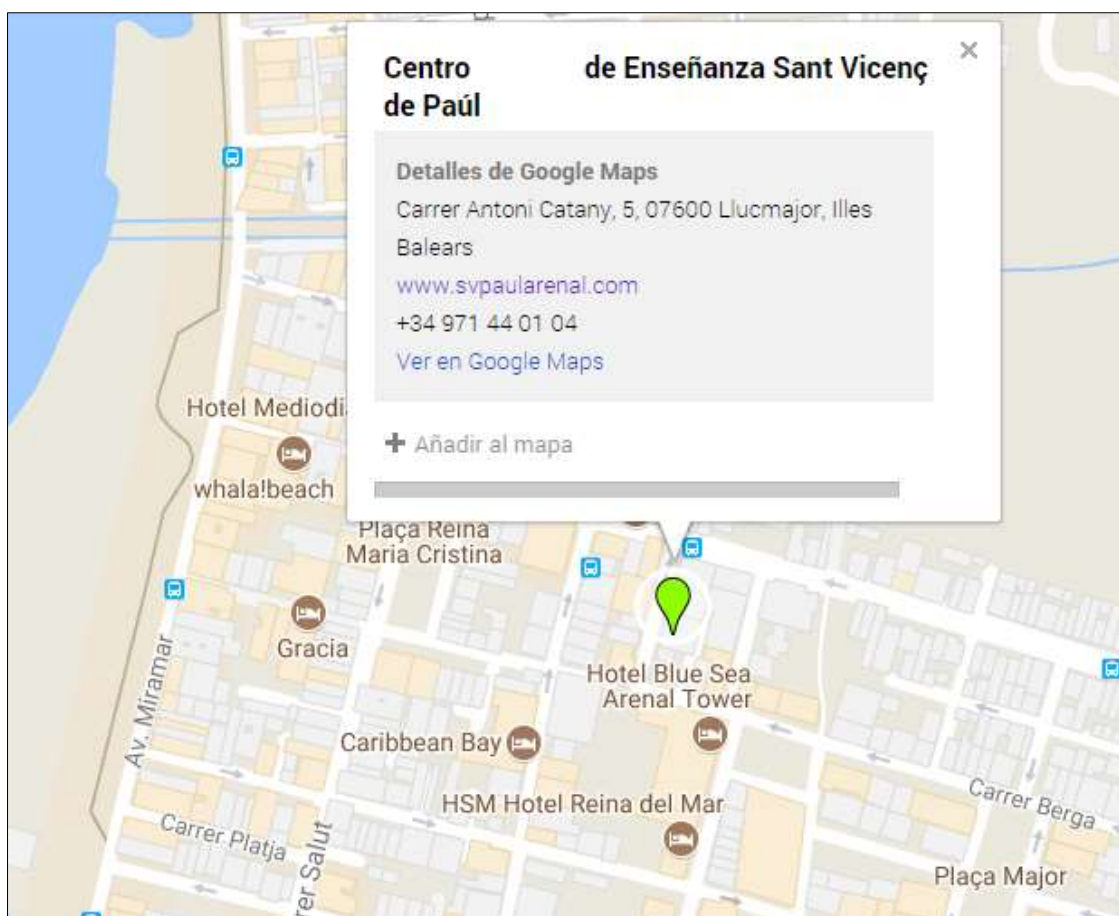 Centro de Enseñanza Sant Vicenç
de Paúl
Detalles de Google Maps
Carrer Antoni Catany, 5, 07600 Llucmajor, Illes
Balears
www.svpaularenal.com
+34 971 44 01 04
Ver en Google Maps
Añadir al mapa
Hotel Mediodi
whala!beach
Plaça Reina
Maria Cristina
Gracia
Av. Miramar
Hotel Blue Sea
Arenal Tower
Caribbean Bay
HSM Hotel Reina del Mar
Carrer Berga
Carrer Platja
rer Salut
Plaça Major